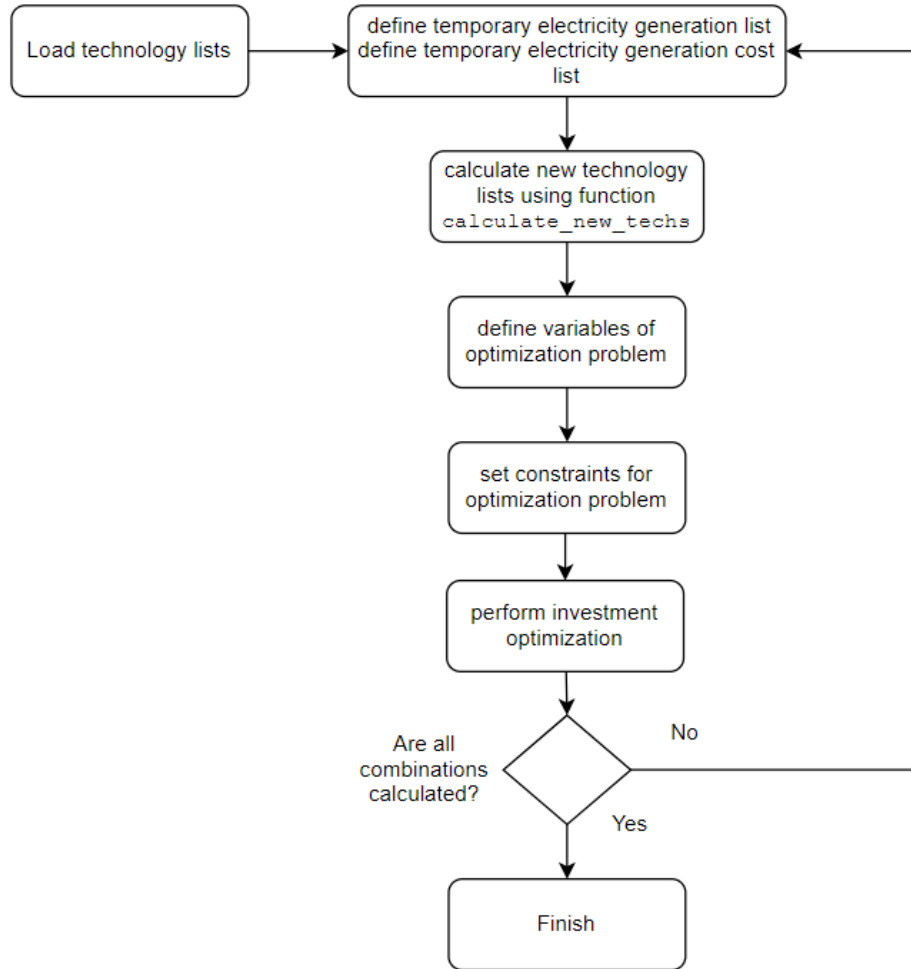 Load technology lists
define temporary electricity generation list
define temporary electricity generation cost
list
calculate new technology
lists using function
calculate_new_techs
define variables of
optimization problem
set constraints for
optimization problem
perform investment
optimization
Are all
combinations
calculated?
No
Yes
Finish